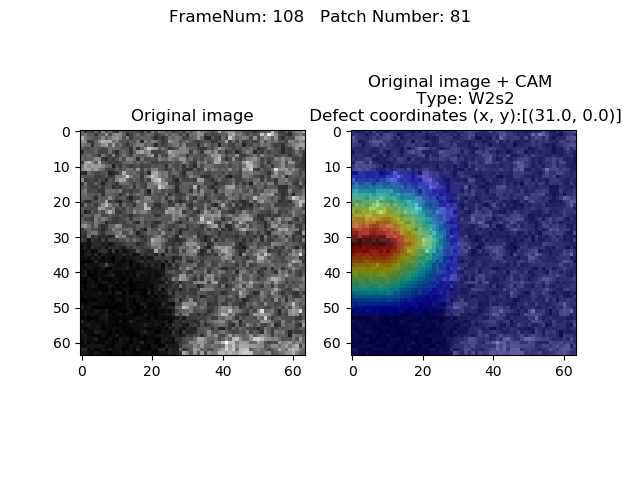 FrameNum: 108   Patch Number: 81
Original image
0
10
20
30
40
50
60
0 20 40 60
Original image + CAM
Type: W2s2
Defect coordinates (x, y):[(31.0, 0.0)]
0
10
20
30
40
50
60
0 20 40 60